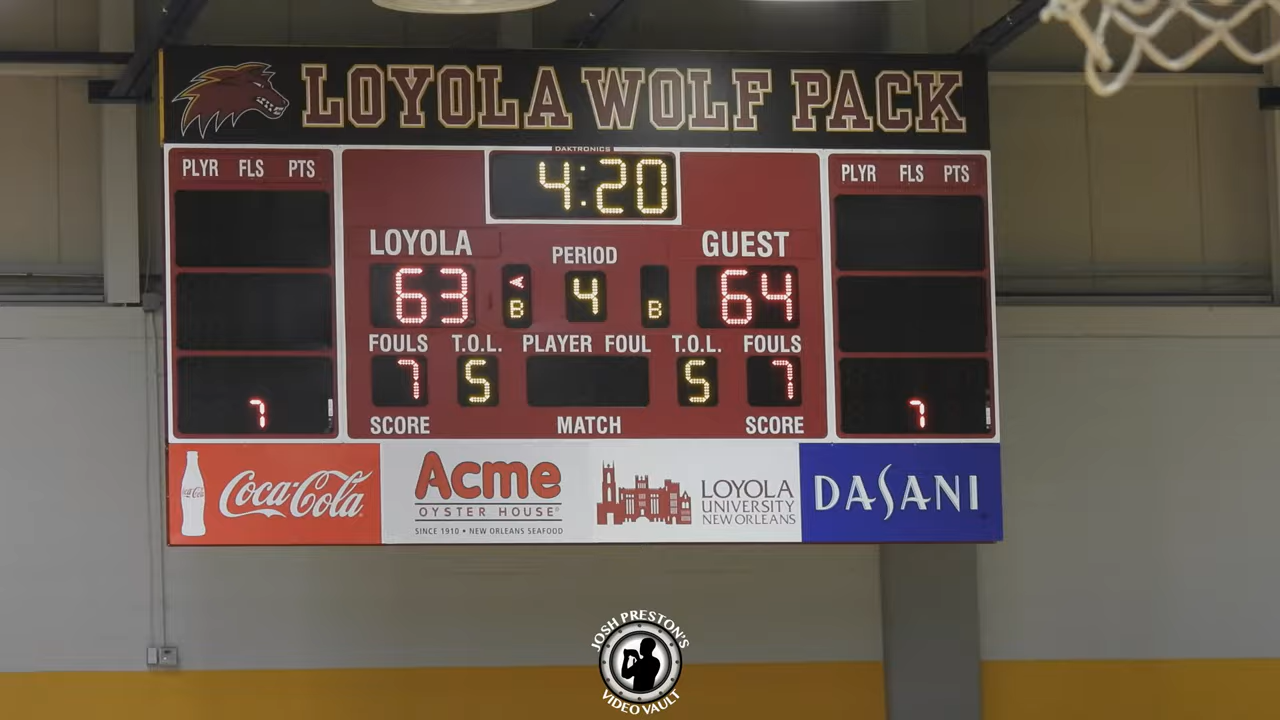 LOYOLA WOLF PACK
DAKTRONICS
PLYR FLS PTS
4:20
PLYR FLS PTS
LOYOLA
PERIOD
GUEST
63
B
4
B
64
FOULS T.O.L. PLAYER FOUL T.O.L. FOULS
7 5 5 7
7
7
SCORE MATCH SCORE
Coca-Cola
Coca-Cola
Acme
OYSTER HOUSE®
SINCE 1910 • NEW ORLEANS SEAFOOD
LOYOLA
UNIVERSITY
NEW ORLEANS
DASANI
JOSH PRESTON'S
VIDEO VAULT